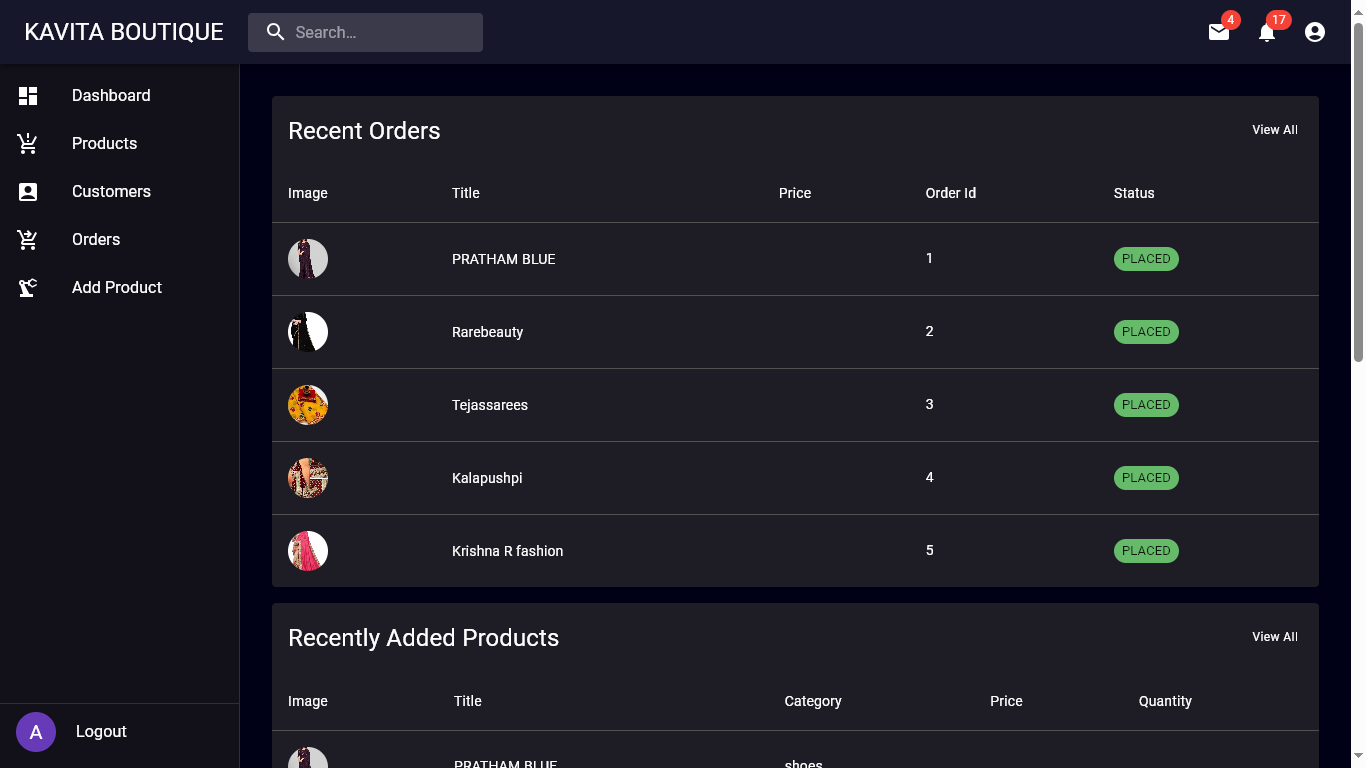 KAVITA BOUTIQUE
Search…
4
17
Dashboard
Products
Customers
Orders
Add Product
A
Logout
Recent Orders
View All
Image Title Price Order Id Status
PRATHAM BLUE 1 PLACED
Rarebeauty 2 PLACED
Tejassarees 3 PLACED
Kalapushpi 4 PLACED
Krishna R fashion 5 PLACED
Recently Added Products
View All
Image Title Category Price Quantity
PRATHAM BLUE shoes